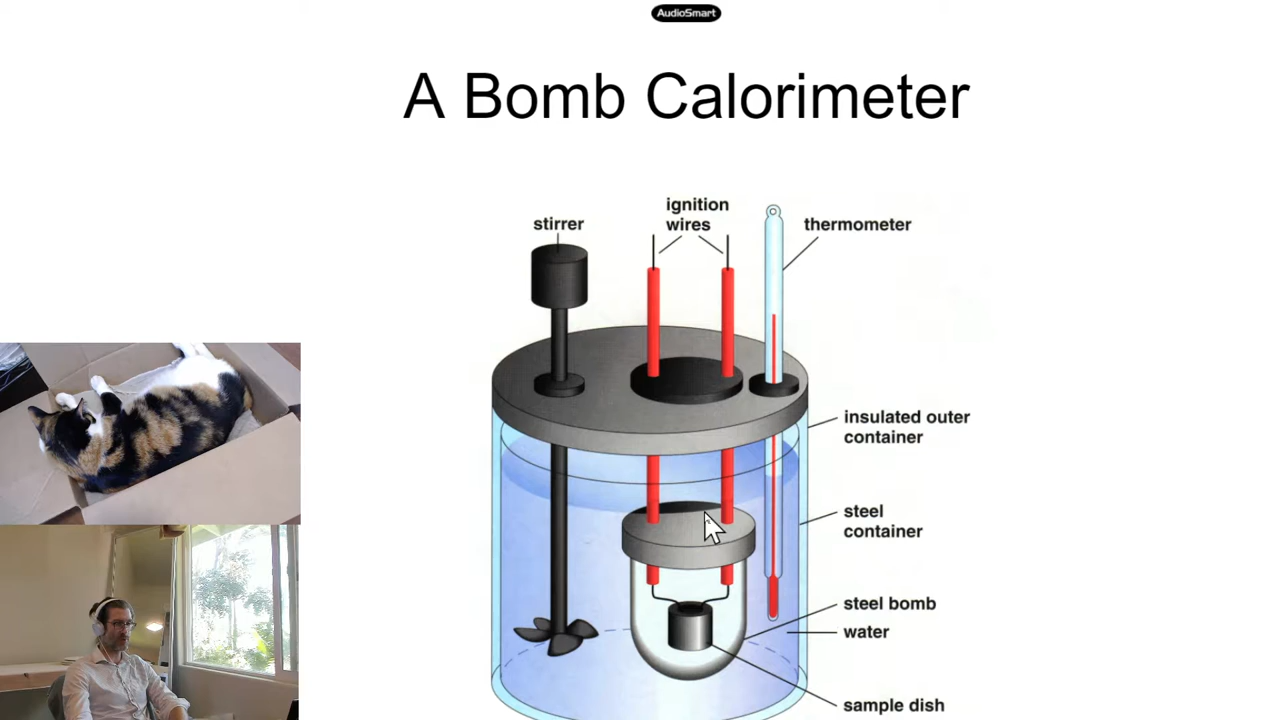 AudioSmart
A Bomb Calorimeter
ignition
wires
stirrer
thermometer
insulated outer
container
steel
container
steel bomb
water
sample dish